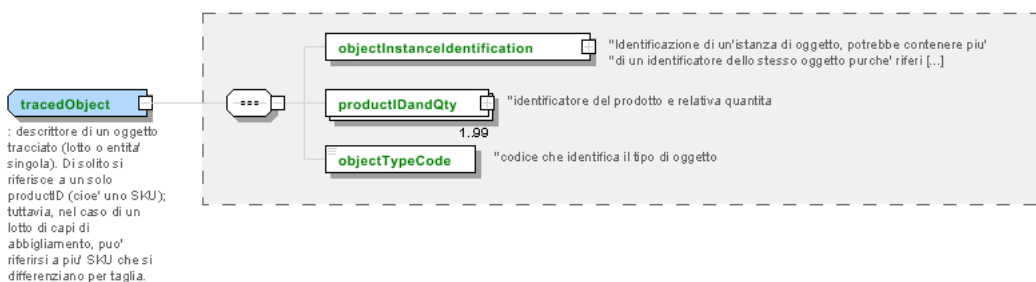 objectInstanceIdentification
"Identificazione di un'istanza di oggetto, potrebbe contenere piu'
"di un identificatore dello stesso oggetto purche' riferi [...]
tracedObject
productIDandQty
"identificatore del prodotto e relativa quantita
1..99
: descrittore di un oggetto
tracciato (lotto o entita'
singola). Di solito si
riferisce a un solo
productID (cioe' uno SKU);
tuttavia, nel caso di un
lotto di capi di
abbigliamento, puo'
riferirsi a piu' SKU che si
differenziano per taglia.
objectTypeCode
"codice che identifica il tipo di oggetto